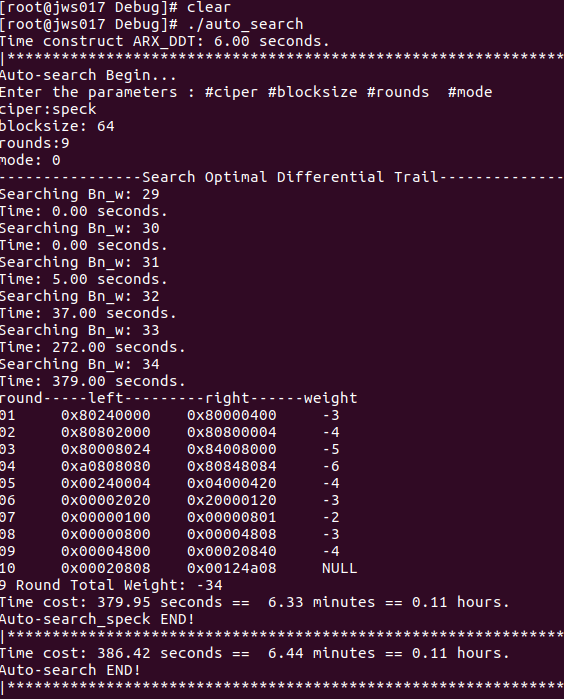 [root@jws017 Debug]# clear
[root@jws017 Debug]# ./auto_search
Time construct ARX_DDT: 6.00 seconds.
|***************************************************************
Auto-search Begin...
Enter the parameters : #ciper #blocksize #rounds  #mode
ciper:speck
blocksize: 64
rounds:9
mode: 0
----------------Search Optimal Differential Trail--------------
Searching Bn_w: 29
Time: 0.00 seconds.
Searching Bn_w: 30
Time: 0.00 seconds.
Searching Bn_w: 31
Time: 5.00 seconds.
Searching Bn_w: 32
Time: 37.00 seconds.
Searching Bn_w: 33
Time: 272.00 seconds.
Searching Bn_w: 34
Time: 379.00 seconds.
round-----left---------right------weight
01     0x80240000    0x80000400     -3
02     0x80802000    0x80800004     -4
03     0x80008024    0x84008000     -5
04     0xa0808080    0x80848084     -6
05     0x00240004    0x04000420     -4
06     0x00002020    0x20000120     -3
07     0x00000100    0x00000801     -2
08     0x00000800    0x00004808     -3
09     0x00004800    0x00020840     -4
10     0x00020808    0x00124a08     NULL
9 Round Total Weight: -34
Time cost: 379.95 seconds ==  6.33 minutes == 0.11 hours.
Auto-search_speck END!
|***************************************************************
Time cost: 386.42 seconds ==  6.44 minutes == 0.11 hours.
Auto-search END!
|***************************************************************